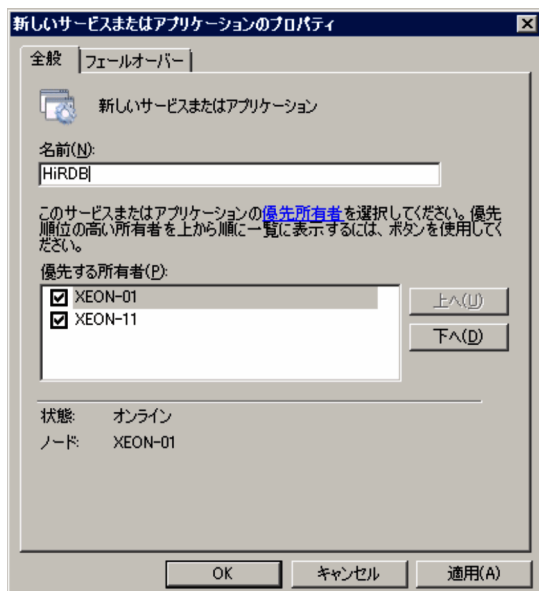 新しいサービスまたはアプリケーションのプロパティ
全般
フェールオーバー
新しいサービスまたはアプリケーション
名前(N):
HiRDB
このサービスまたはアプリケーションの優先所有者を選択してください。優先
順位の高い所有者を上から順に一覧に表示するには、ボタンを使用してく
ださい。
優先する所有者(P):
XEON-01
XEON-11
上へ(U)
下へ(D)
状態: オンライン
ノード: XEON-01
OK
キャンセル
適用(A)